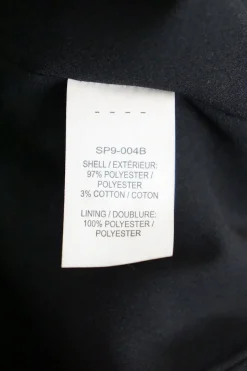 - - - -
SP9-004B
SHELL / EXTÉRIEUR:
97% POLYESTER /
POLYESTER
3% COTTON / COTON
LINING / DOUBLURE:
100% POLYESTER /
POLYESTER